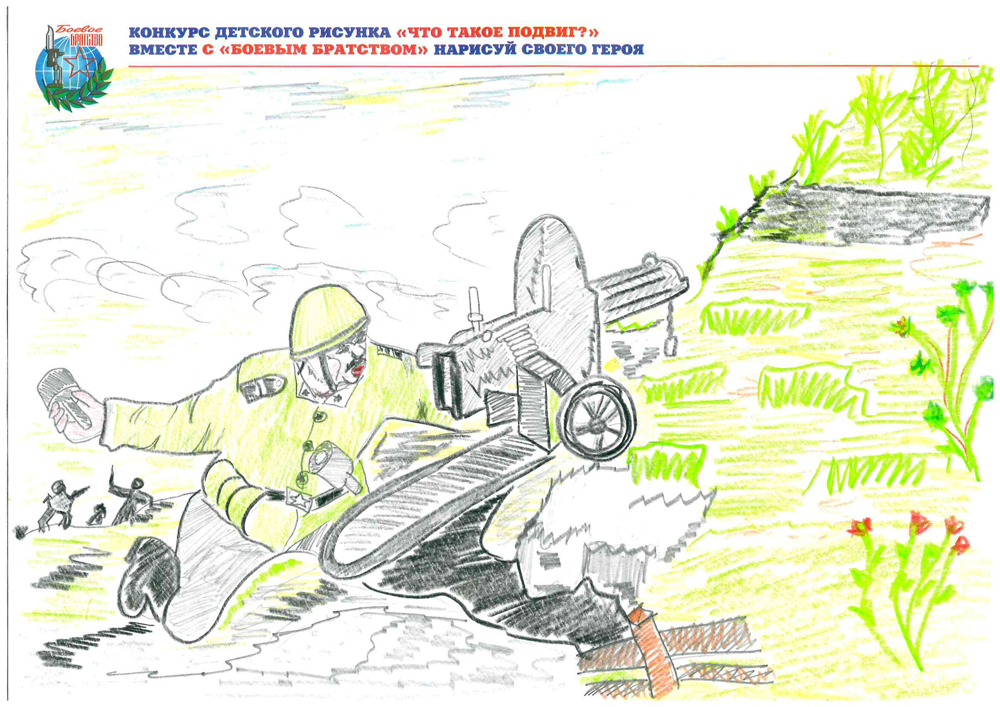 Боевое
БРАТСТВО
КОНКУРС ДЕТСКОГО РИСУНКА «ЧТО ТАКОЕ ПОДВИГ?»
ВМЕСТЕ С «БОЕВЫМ БРАТСТВОМ» НАРИСУЙ СВОЕГО ГЕРОЯ